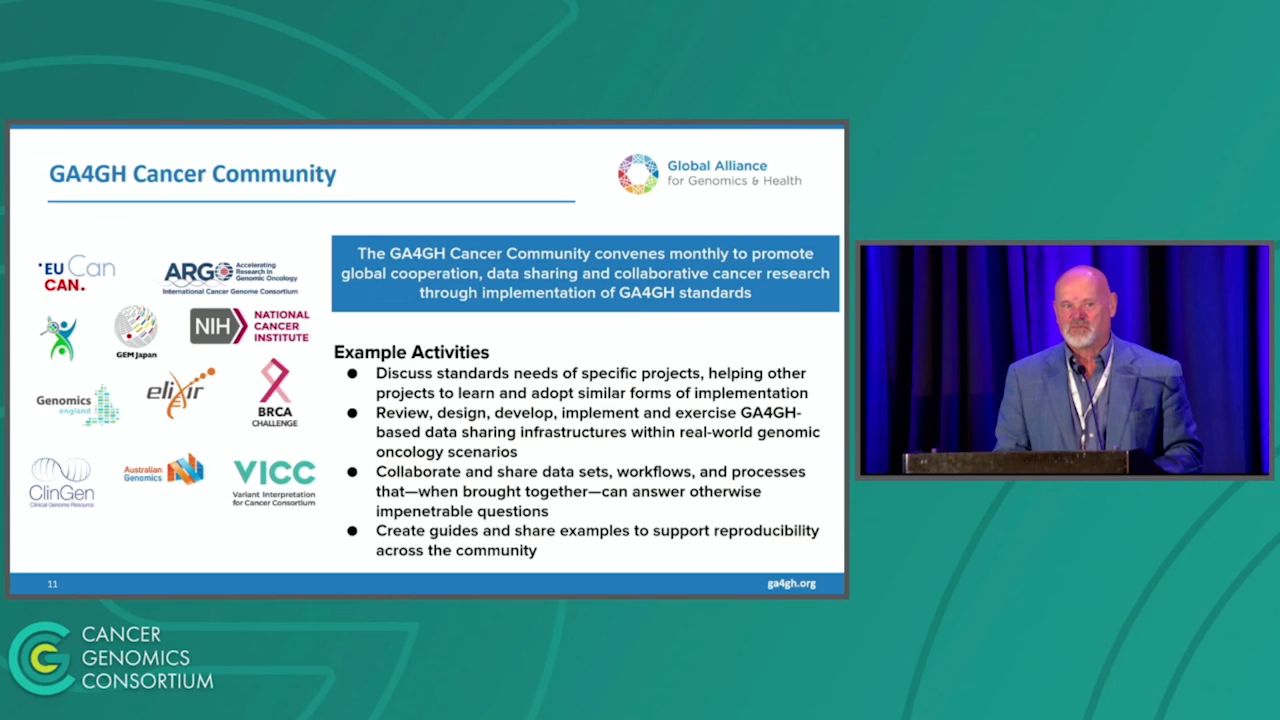 GA4GH Cancer Community
Global Alliance
for Genomics & Health
The GA4GH Cancer Community convenes monthly to promote
global cooperation, data sharing and collaborative cancer research
through implementation of GA4GH standards
EUCan
CAN.
ARGO
Accelerating
Research in
Genomic Oncology
International Cancer Genome Consortium
GEM Japan
NIH
NATIONAL
CANCER
INSTITUTE
Genomics
england
elixir
BRCA
CHALLENGE
ClinGen
Clinical Genome Resource
Australian
Genomics
VICC
Variant Interpretation
for Cancer Consortium
Example Activities
● Discuss standards needs of specific projects, helping other
projects to learn and adopt similar forms of implementation
● Review, design, develop, implement and exercise GA4GH-
based data sharing infrastructures within real-world genomic
oncology scenarios
● Collaborate and share data sets, workflows, and processes
that—when brought together—can answer otherwise
impenetrable questions
● Create guides and share examples to support reproducibility
across the community
11
ga4gh.org
CANCER
GENOMICS
CONSORTIUM